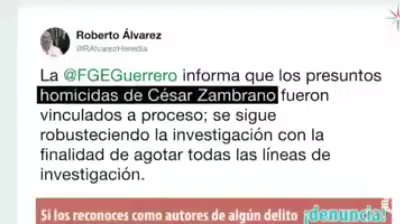 Roberto Álvarez
@RAlvarezHeredia
La @FGEGuerrero informa que los presuntos
homicidas de César Zambrano fueron
vinculados a proceso; se sigue
robusteciendo la investigación con la
finalidad de agotar todas las líneas de
investigación.
Si los reconoces como autores de algún delito ¡denuncia!